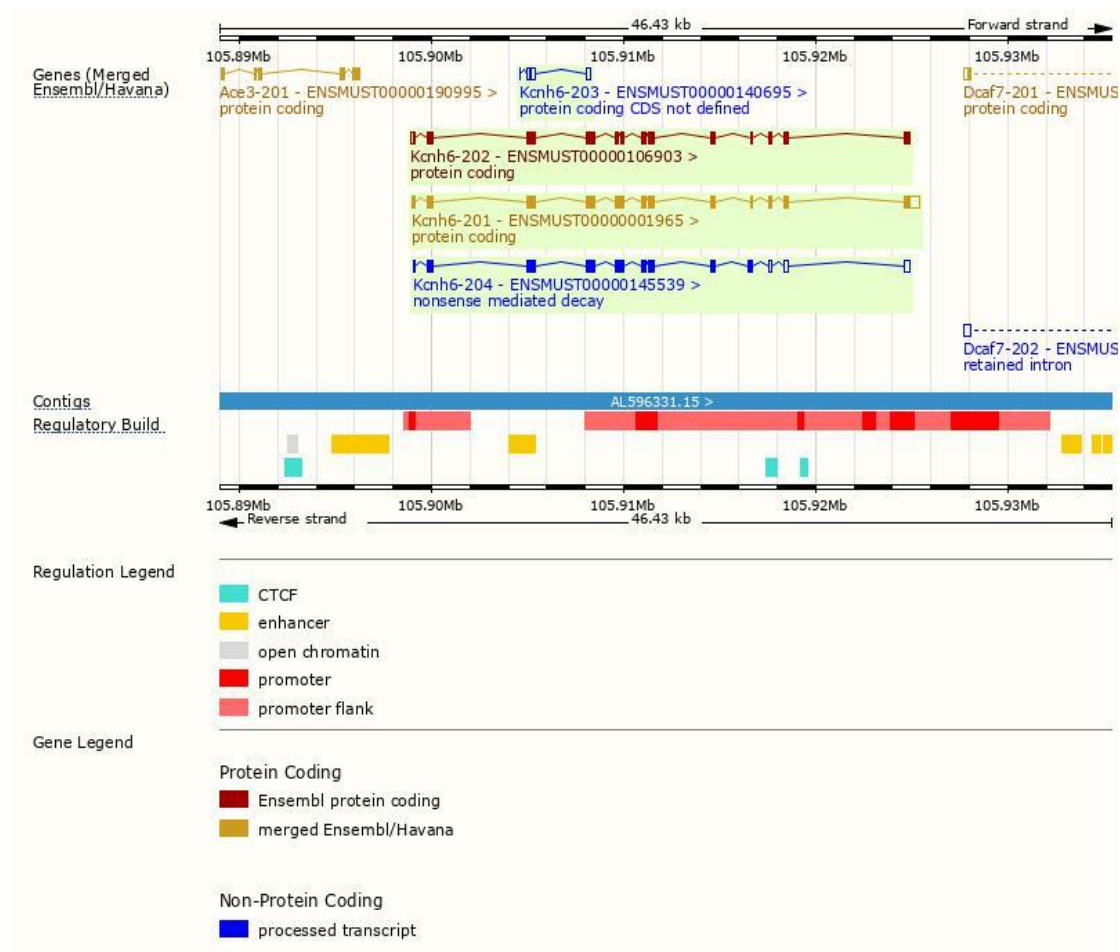 46.43 kb Forward strand
105.89Mb 105.90Mb 105.91Mb 105.92Mb 105.93Mb
Genes (Merged
Ensembl/Havana)
Ace3-201 - ENSMUST00000190995 >
protein coding
Kcnh6-203 - ENSMUST00000140695 >
protein coding CDS not defined
Dcaf7-201 - ENSMUS
protein coding
Kcnh6-202 - ENSMUST00000106903 >
protein coding
Kcnh6-201 - ENSMUST00000001965 >
protein coding
Kcnh6-204 - ENSMUST00000145539 >
nonsense mediated decay
Dcaf7-202 - ENSMUS
retained intron
Contigs AL596331.15 >
Regulatory Build
105.89Mb 105.90Mb 105.91Mb 105.92Mb 105.93Mb
Reverse strand 46.43 kb
Regulation Legend
CTCF
enhancer
open chromatin
promoter
promoter flank
Gene Legend
Protein Coding
Ensembl protein coding
merged Ensembl/Havana
Non-Protein Coding
processed transcript